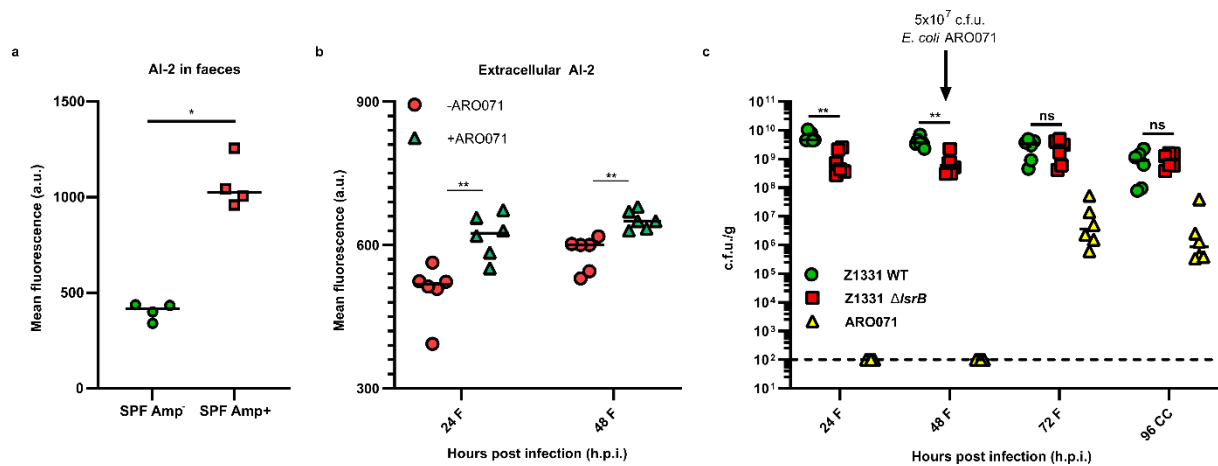 a
AI-2 in faeces
Mean fluorescence (a.u.)
1500
1000
500
0
*
SPF Amp-
SPF Amp+
b
Extracellular AI-2
Mean fluorescence (a.u.)
900
600
300
-ARO071
+ARO071
**
**
24 F
48 F
Hours post infection (h.p.i.)
5x10⁷ c.f.u.
E. coli ARO071
c
c.f.u./g
10¹¹
10¹⁰
10⁹
10⁸
10⁷
10⁶
10⁵
10⁴
10³
10²
10¹
**
**
ns
ns
Z1331 WT
Z1331 ΔlsrB
ARO071
24 F
48 F
72 F
96 CC
Hours post infection (h.p.i.)